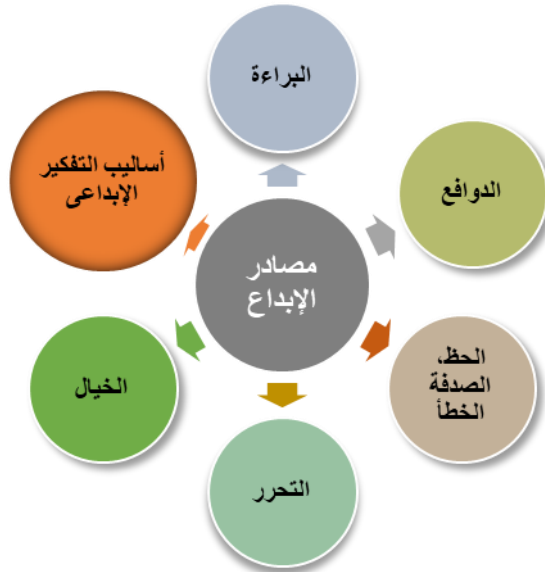 البراءة
الدوافع
الحظ،
الصدفة
الخطأ
التحرر
الخيال
أساليب التفكير
الإبداعى
مصادر
الإبداع